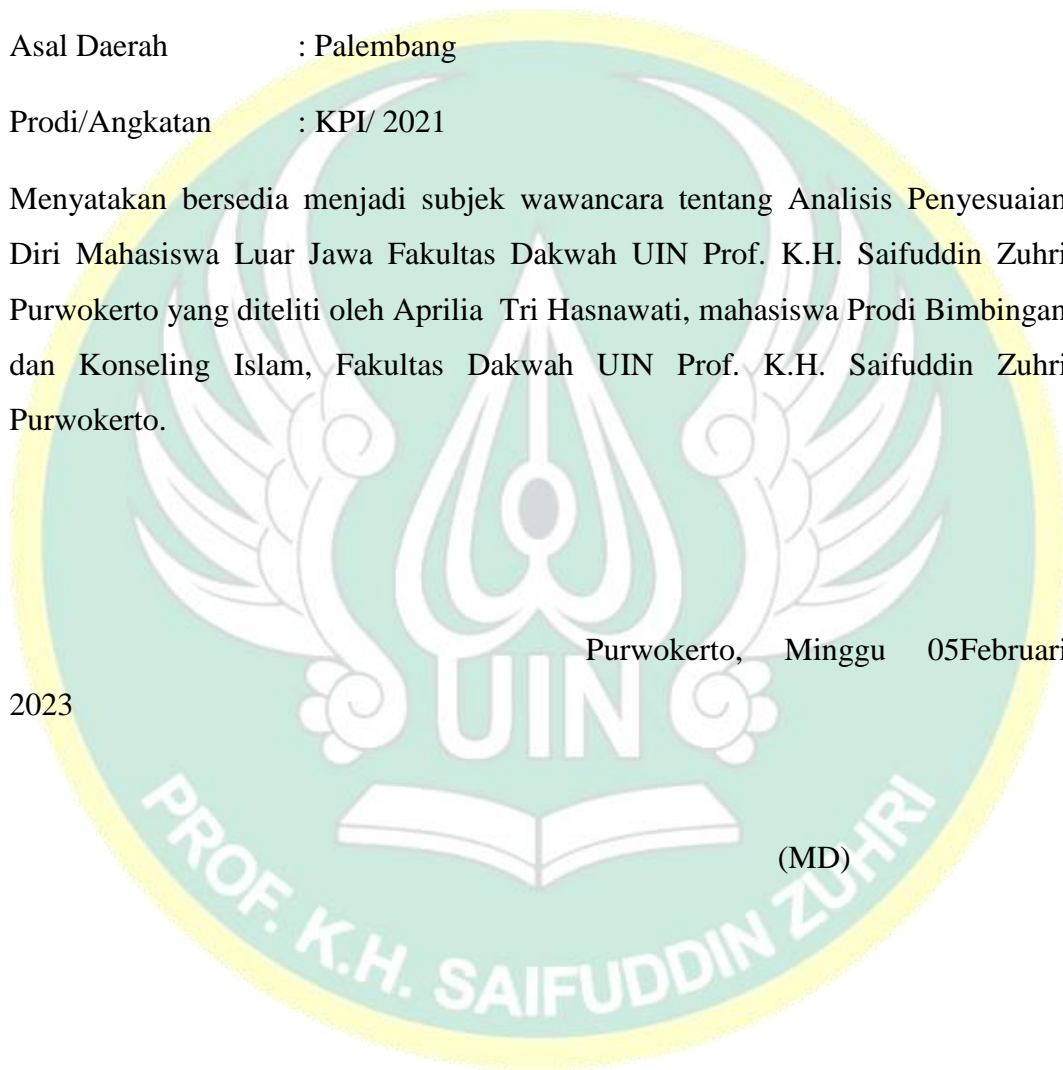 Asal Daerah : Palembang
Prodi/Angkatan : KPI/ 2021
Menyatakan bersedia menjadi subjek wawancara tentang Analisis Penyesuaian
Diri Mahasiswa Luar Jawa Fakultas Dakwah UIN Prof. K.H. Saifuddin Zuhri
Purwokerto yang diteliti oleh Aprilia Tri Hasnawati, mahasiswa Prodi Bimbingan
dan Konseling Islam, Fakultas Dakwah UIN Prof. K.H. Saifuddin Zuhri
Purwokerto.
Purwokerto, Minggu 05Februari
2023
(MD)
UIN
PROF. K.H. SAIFUDDIN ZUHRI